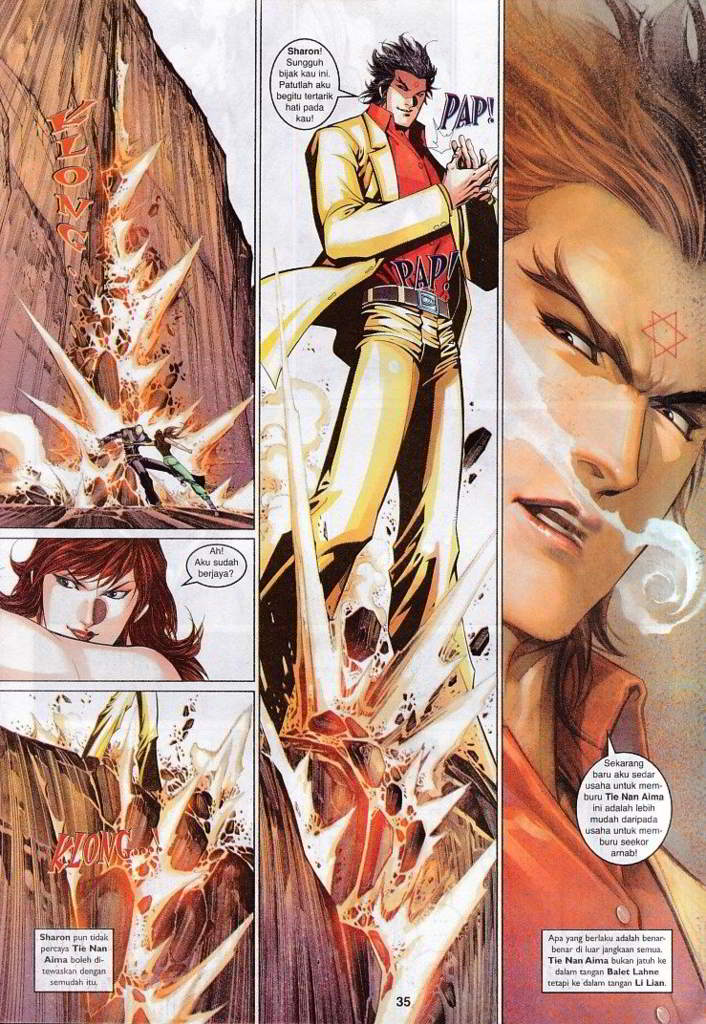 KLONG...
Ah!
Aku sudah
berjaya?
KLONG....
Sharon pun tidak
percaya Tie Nan
Aima boleh di-
tewaskan dengan
semudah itu.
Sharon!
Sungguh
bijak kau ini.
Patutlah aku
begitu tertarik
hati pada
kau!
PAP!
PAP!
Sekarang
baru aku sedar
usaha untuk mem-
buru Tie Nan Aima
ini adalah lebih
mudah daripada
usaha untuk mem-
buru seekor
arnab!
Apa yang berlaku adalah benar-
benar di luar jangkaan semua.
Tie Nan Aima bukan jatuh ke
dalam tangan Balet Lahne
tetapi ke dalam tangan Li Lian.
35